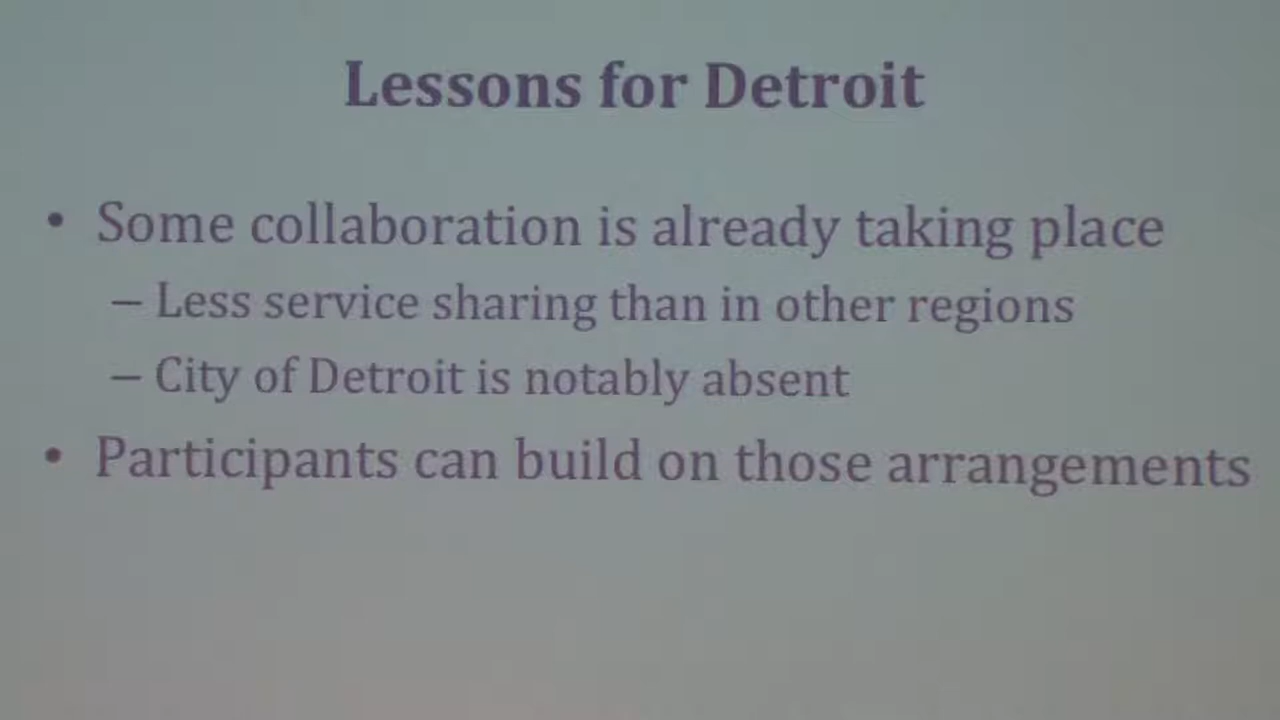 Lessons for Detroit
• Some collaboration is already taking place
– Less service sharing than in other regions
– City of Detroit is notably absent
• Participants can build on those arrangements